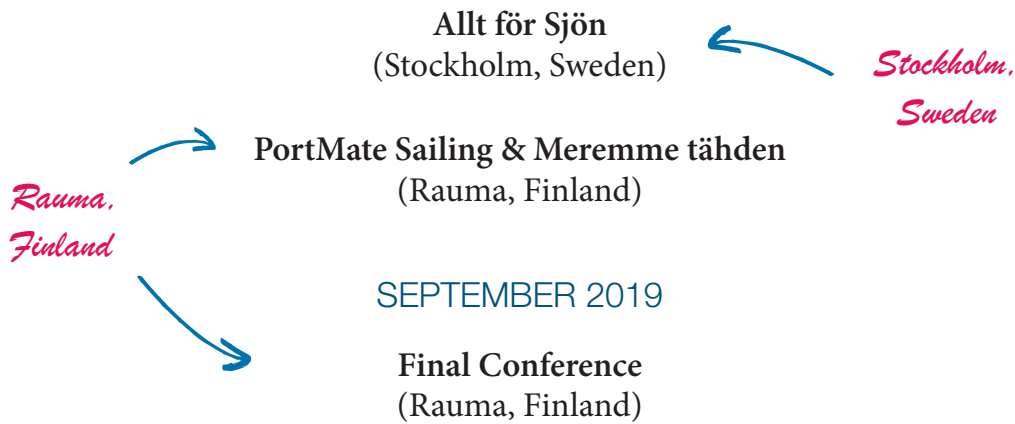 Allt för Sjön
(Stockholm, Sweden)
Stockholm,
Sweden
PortMate Sailing & Meremme tähden
(Rauma, Finland)
Rauma,
Finland
SEPTEMBER 2019
Final Conference
(Rauma, Finland)